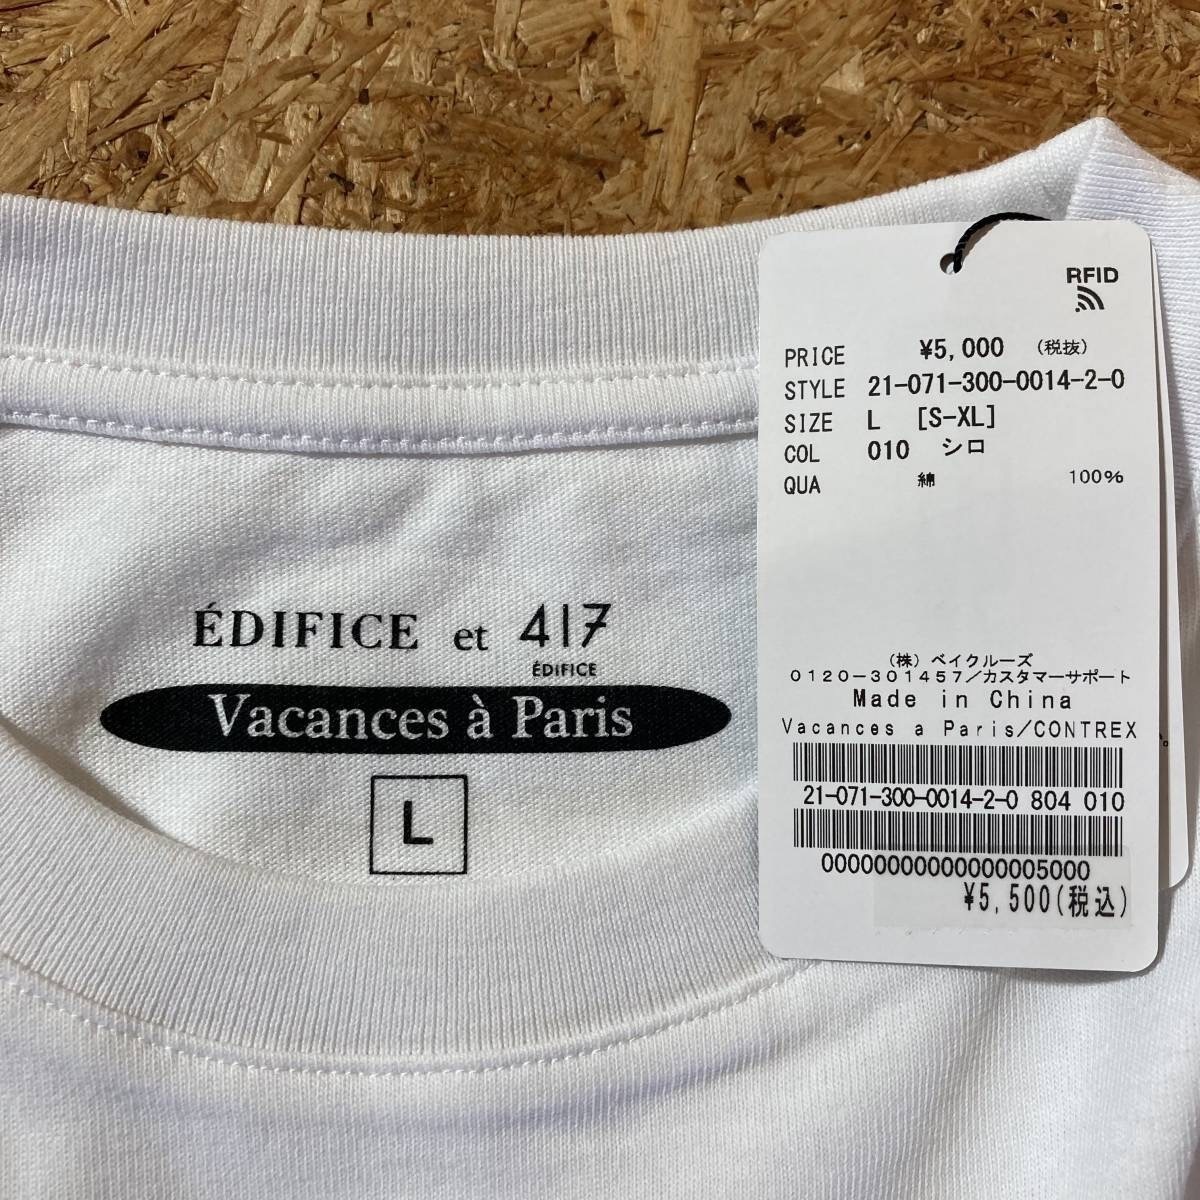 RFID
PRICE ¥5,000 (税抜)
STYLE 21-071-300-0014-2-0
SIZE L [S-XL]
COL 010 シロ
QUA 綿 100%
(株) ベイクルーズ
0120-301457/カスタマーサポート
Made in China
Vacances a Paris/CONTREX
21-071-300-0014-2-0 804 010
00000000000000005000
¥5,500(税込)
ÉDIFICE et 417
ÉDIFICE
Vacances à Paris
L